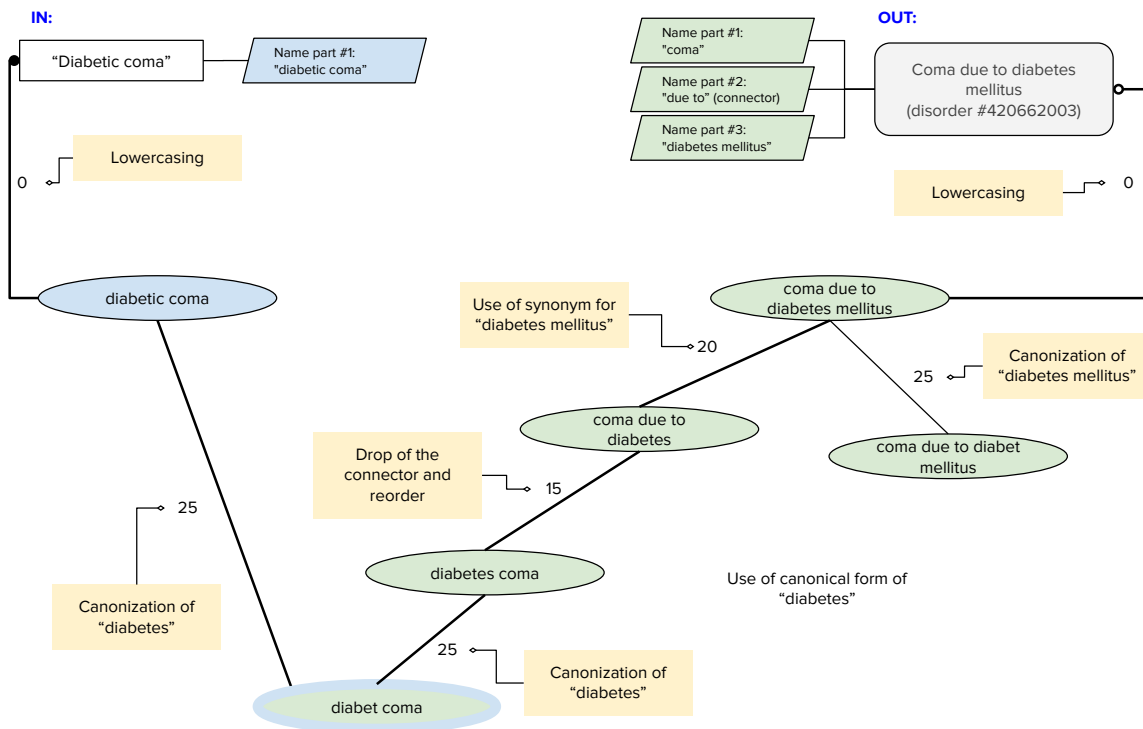 IN:
“Diabetic coma”
Name part #1:
"diabetic coma”
OUT:
Name part #1:
"coma”
Name part #2:
"due to” (connector)
Name part #3:
"diabetes mellitus”
Coma due to diabetes
mellitus
(disorder #420662003)
Lowercasing
0
Lowercasing
0
diabetic coma
coma due to
diabetes mellitus
Use of synonym for
“diabetes mellitus”
20
25
Canonization of
“diabetes mellitus”
coma due to
diabetes
coma due to diabet
mellitus
Drop of the
connector and
reorder
15
25
diabetes coma
Use of canonical form of
“diabetes”
Canonization of
“diabetes”
25
Canonization of
“diabetes”
diabet coma